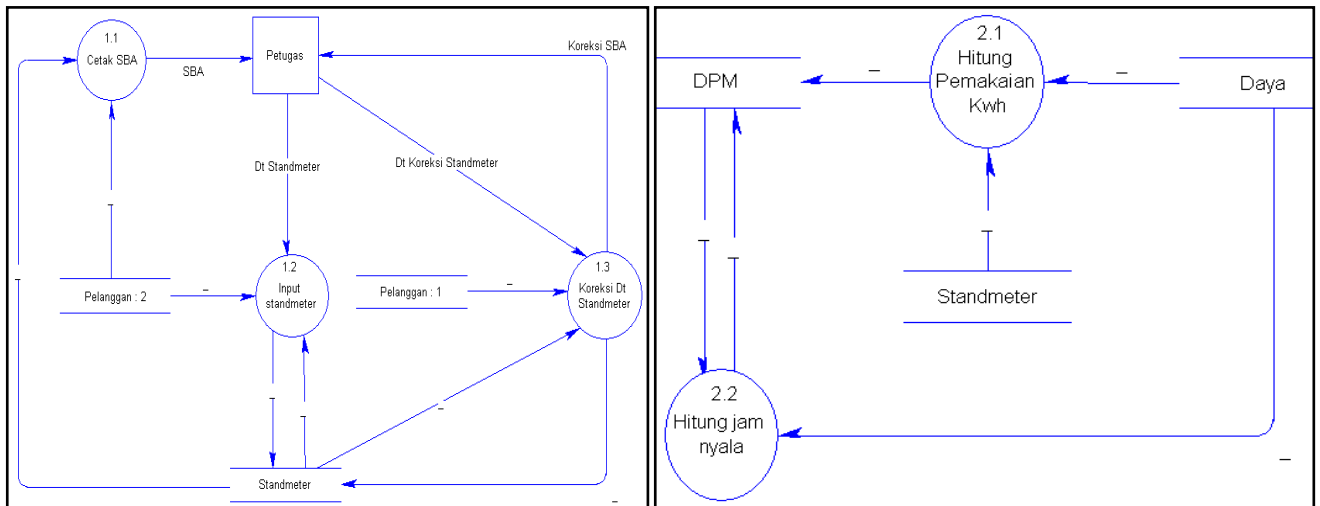 1.1
Cetak SBA
SBA
Petugas
Koreksi SBA
Dt Standmeter
Dt Koreksi Standmeter
Pelanggan : 2
1.2
Input
standmeter
Pelanggan : 1
1.3
Koreksi Dt
Standmeter
Standmeter
2.1
Hitung
Pemakaian
Kwh
DPM
Daya
Standmeter
2.2
Hitung jam
nyala